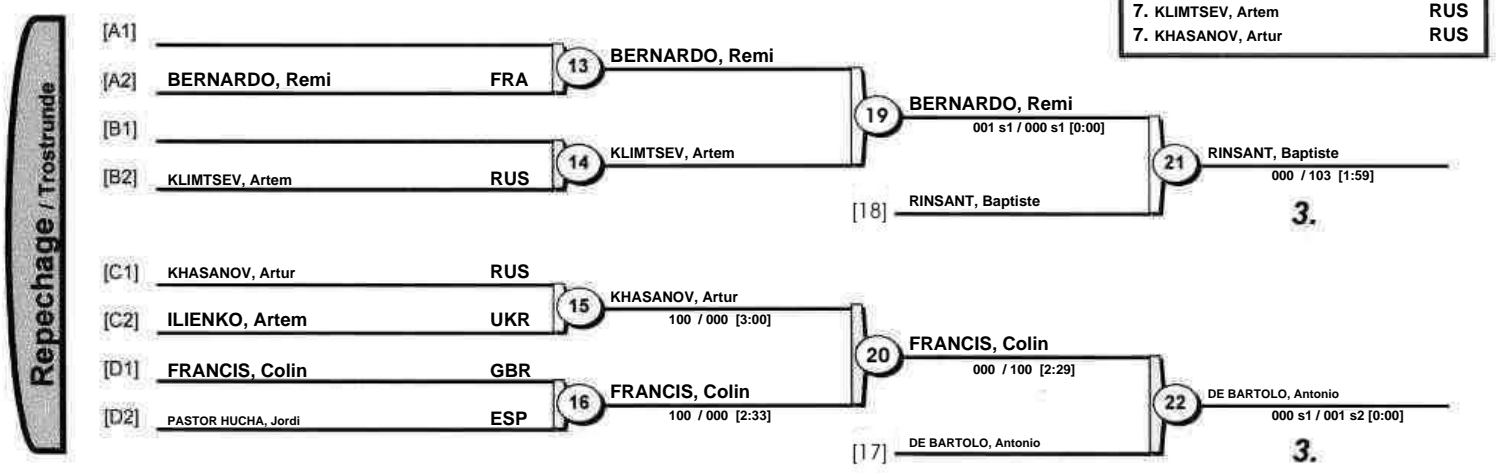 7. KLIMTSEV, Artem RUS
7. KHASANOV, Artur RUS
Repechage / Trostrunde
[A1]
[A2] BERNARDO, Remi FRA
13
BERNARDO, Remi
[B1]
[B2] KLIMTSEV, Artem RUS
14
KLIMTSEV, Artem
19
BERNARDO, Remi
001 s1 / 000 s1 [0:00]
[18] RINSANT, Baptiste
21
RINSANT, Baptiste
000 / 103 [1:59]
3.
[C1] KHASANOV, Artur RUS
[C2] ILIENKO, Artem UKR
15
KHASANOV, Artur
100 / 000 [3:00]
[D1] FRANCIS, Colin GBR
[D2] PASTOR HUCHA, Jordi ESP
16
FRANCIS, Colin
100 / 000 [2:33]
20
FRANCIS, Colin
000 / 100 [2:29]
[17] DE BARTOLO, Antonio
22
DE BARTOLO, Antonio
000 s1 / 001 s2 [0:00]
3.